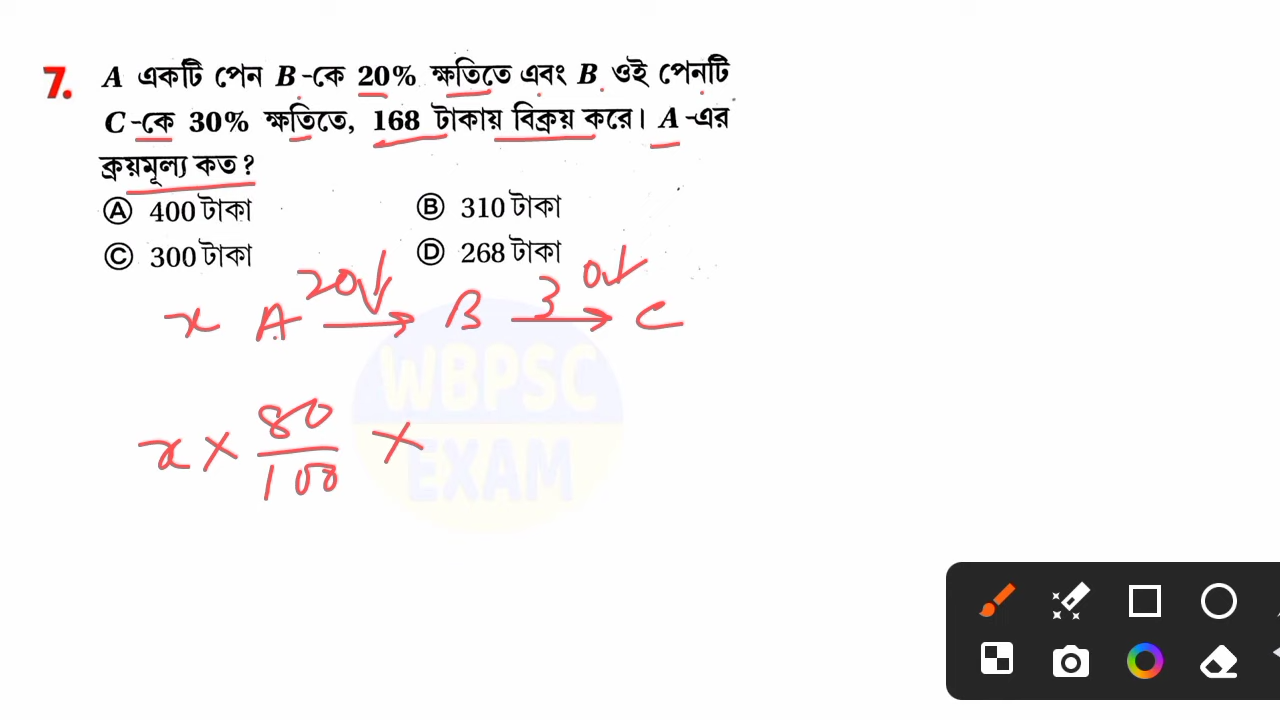 7. A একটি পেন B-কে 20% ক্ষতিতে এবং B ওই পেনটি
C-কে 30% ক্ষতিতে, 168 টাকায় বিক্রয় করে। A-এর
ক্রয়মূল্য কত?
Ⓐ 400 টাকা Ⓑ 310 টাকা
Ⓒ 300 টাকা Ⓓ 268 টাকা
20↓ 30↓
x A → B → C
x × 80/100 ×
WBPSC
EXAM